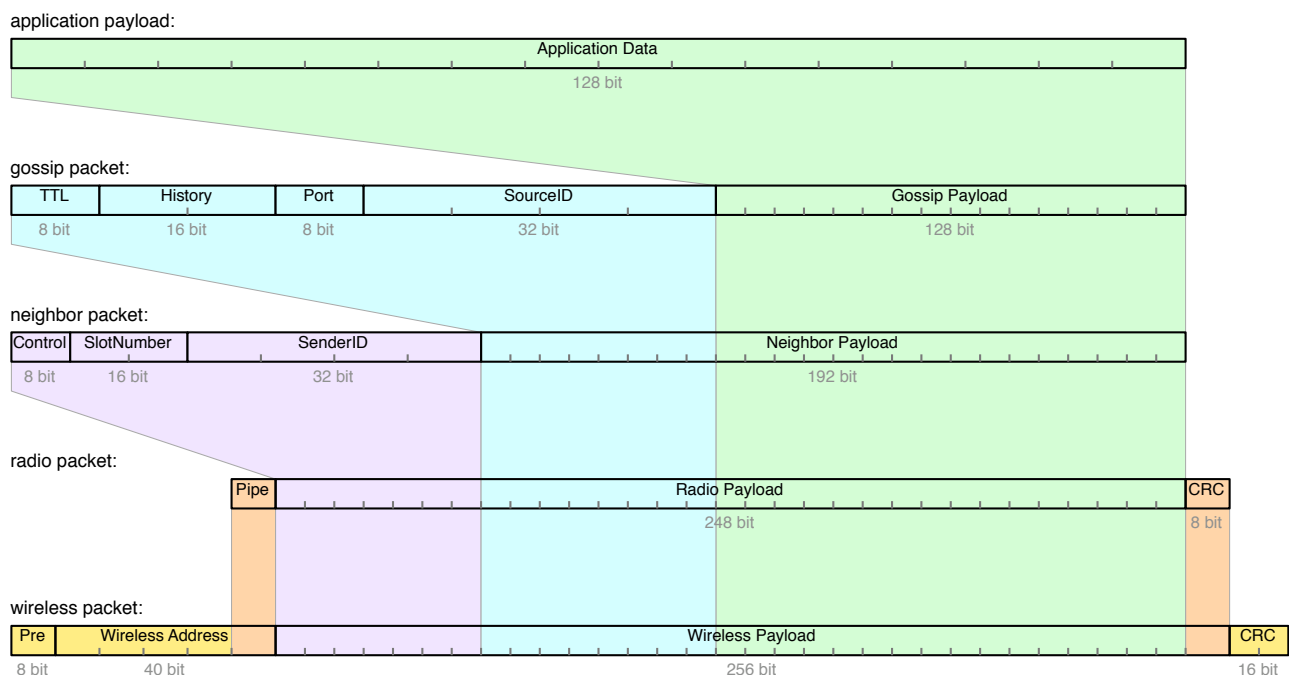 application payload:
Application Data
128 bit
gossip packet:
TTL History Port SourceID Gossip Payload
8 bit 16 bit 8 bit 32 bit 128 bit
neighbor packet:
Control SlotNumber SenderID Neighbor Payload
8 bit 16 bit 32 bit 192 bit
radio packet:
Pipe Radio Payload CRC
248 bit 8 bit
wireless packet:
Pre Wireless Address Wireless Payload CRC
8 bit 40 bit 256 bit 16 bit